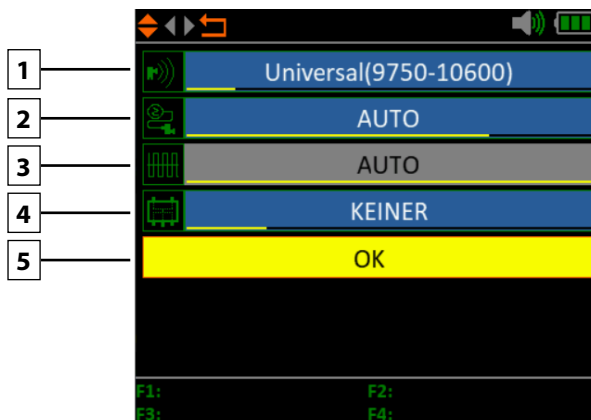 1
Universal(9750-10600)
2
AUTO
3
AUTO
4
KEINER
5
OK
F1: F2:
F3: F4: